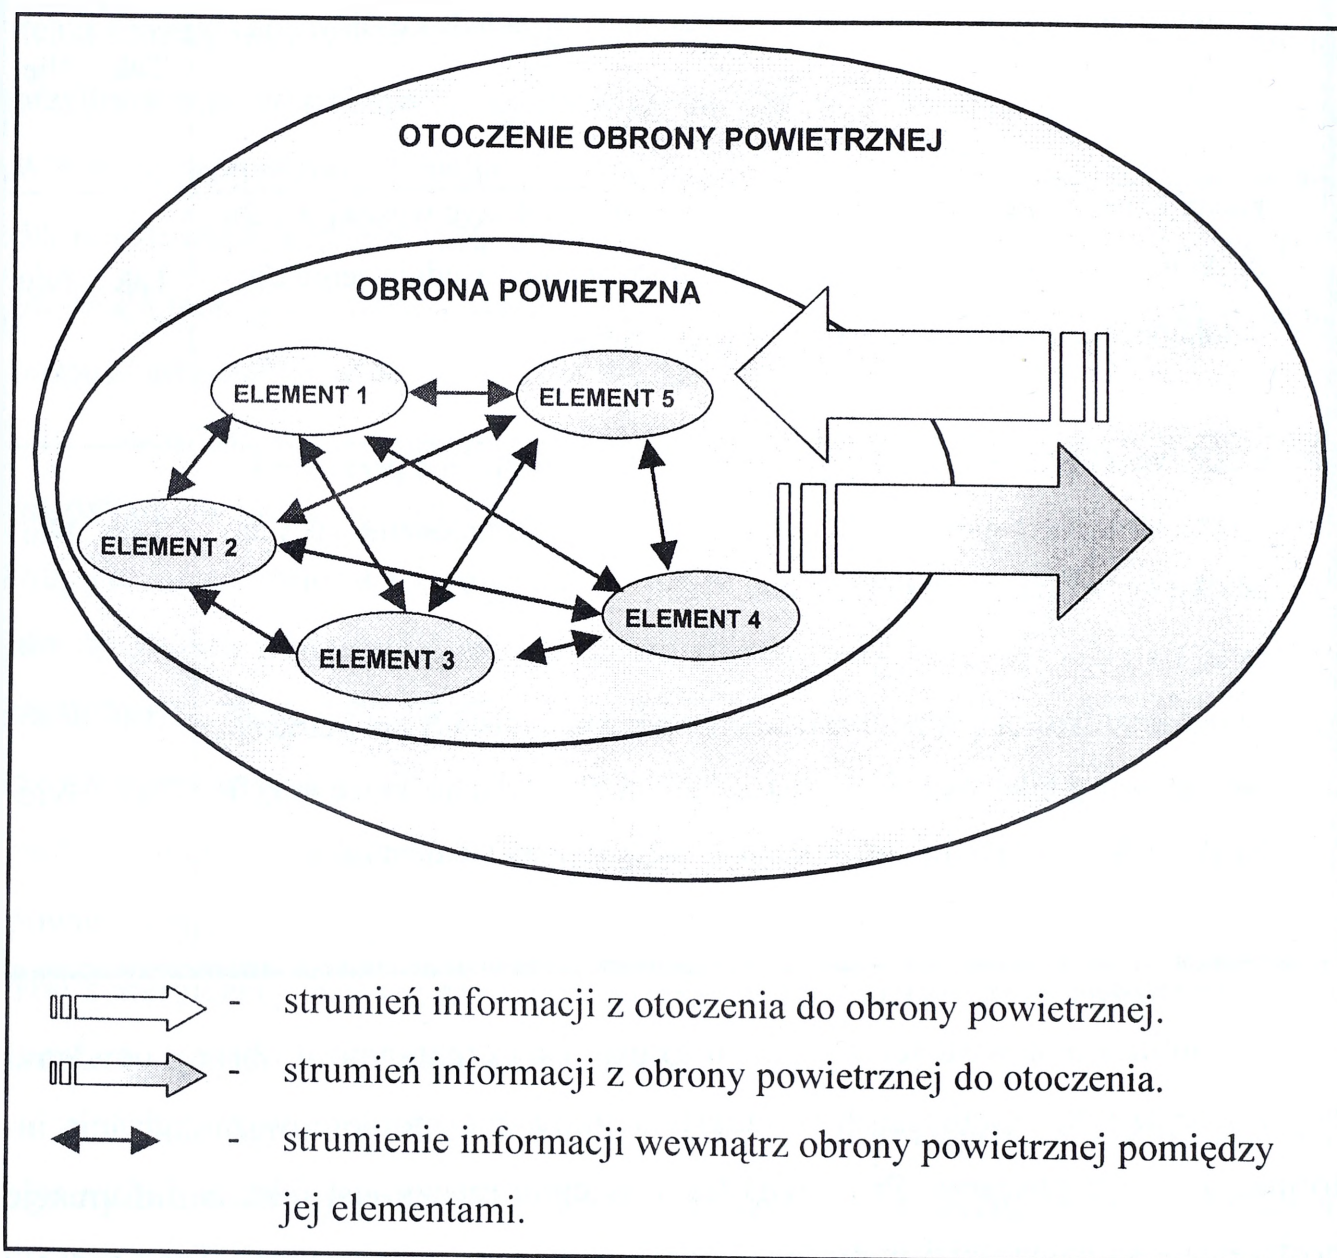 OTOCZENIE OBRONY POWIETRZNEJ
OBRONA POWIETRZNA
ELEMENT 1
ELEMENT 5
ELEMENT 2
ELEMENT 4
ELEMENT 3
- strumień informacji z otoczenia do obrony powietrznej.
- strumień informacji z obrony powietrznej do otoczenia.
- strumienie informacji wewnątrz obrony powietrznej pomiędzy
jej elementami.